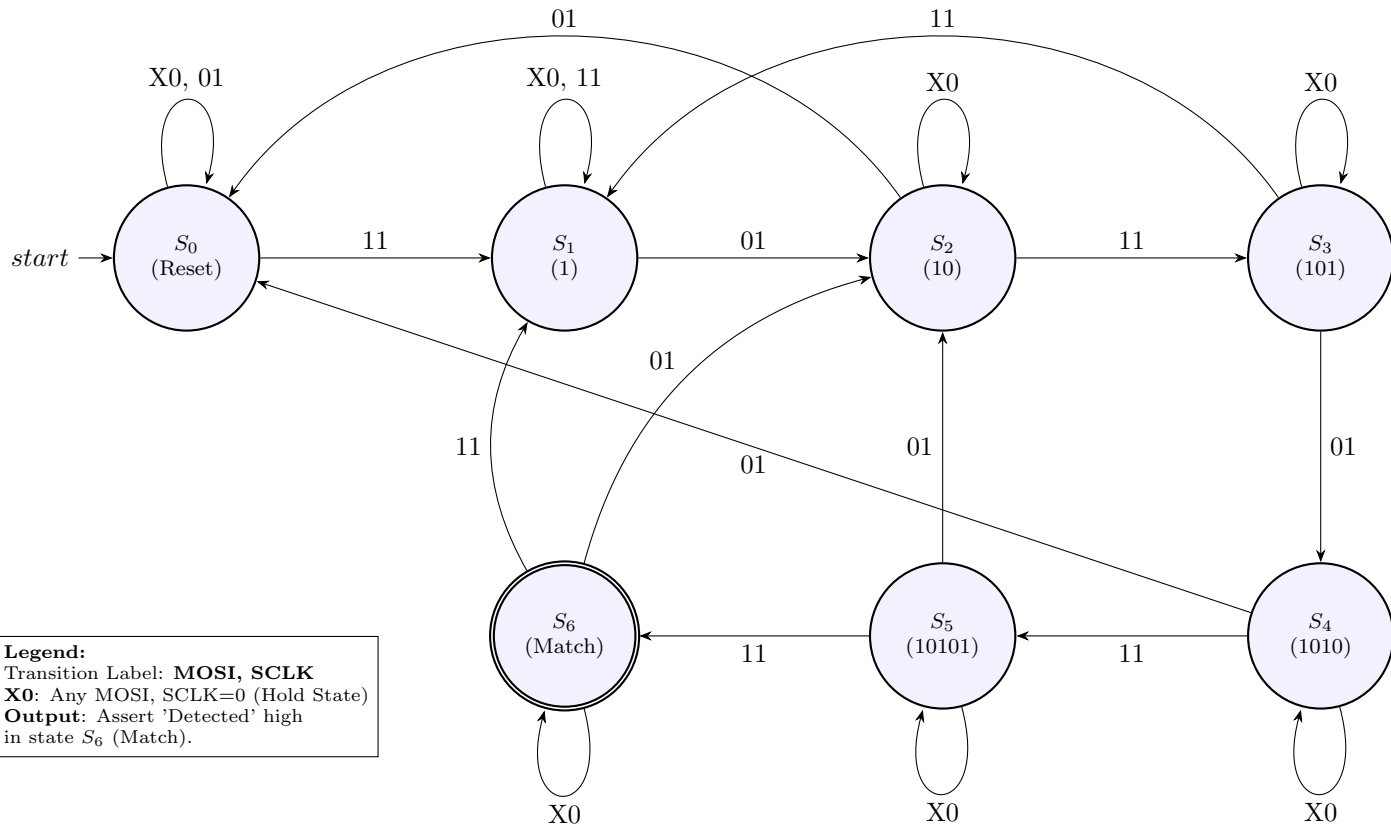 01
11
X0, 01
X0, 11
X0
X0
start
S₀
(Reset)
11
S₁
(1)
01
S₂
(10)
11
S₃
(101)
01
11
01
01
01
S₆
(Match)
11
S₅
(10101)
11
S₄
(1010)
X0
X0
X0
Legend:
Transition Label: MOSI, SCLK
X0: Any MOSI, SCLK=0 (Hold State)
Output: Assert 'Detected' high
in state S₆ (Match).